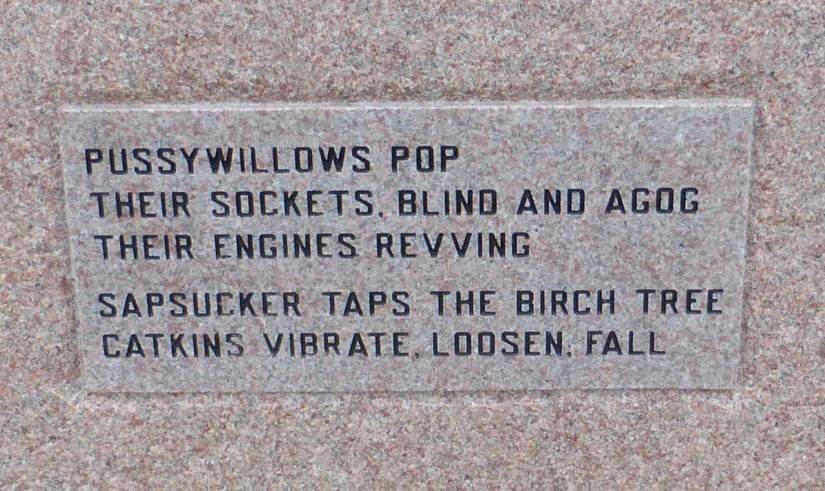 PUSSYWILLOWS POP
THEIR SOCKETS, BLIND AND AGOG
THEIR ENGINES REVVING
SAPSUCKER TAPS THE BIRCH TREE
CATKINS VIBRATE, LOOSEN, FALL